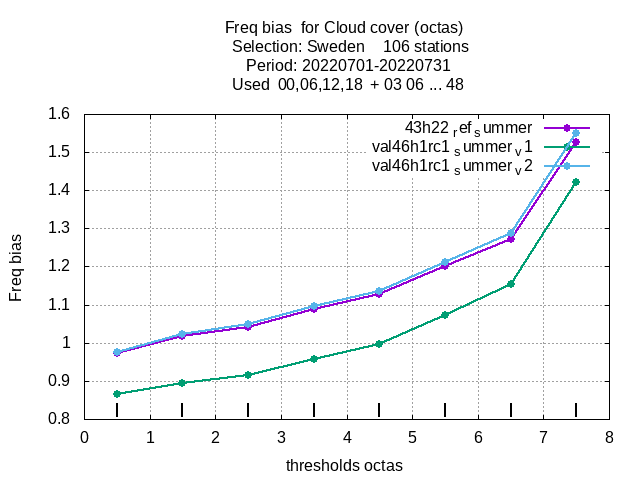 Freq bias  for Cloud cover (octas)
Selection: Sweden    106 stations
Period: 20220701-20220731
Used  00,06,12,18  + 03 06 ... 48
43h22 ref summer
val46h1rc1 summer v1
val46h1rc1 summer v2
1.6
1.5
1.4
1.3
1.2
1.1
1
0.9
0.8
Freq bias
0 1 2 3 4 5 6 7 8
thresholds octas